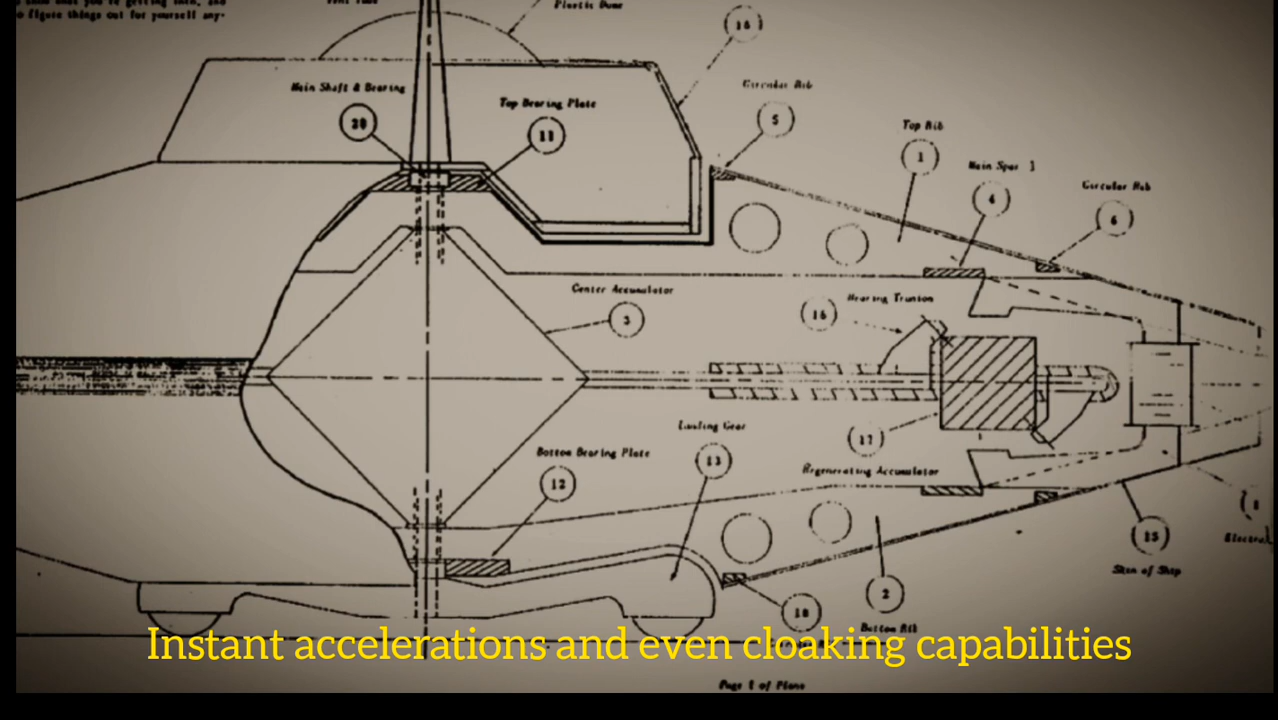 o figure things out for yourself any-
Plastic Dome
16
Main Shaft & Bearing
Circular Rib
Top Bearing Plate
20
11
5
Top Rib
1
Main Spar
4
Circular Rib
6
Center Accumulator
3
16
17
Landing Gear
Bottom Bearing Plate
13
Regenerating Accumulator
12
15
Skin of Ship
2
10
Bottom Rib
Instant accelerations and even cloaking capabilities
Page 1 of Plans